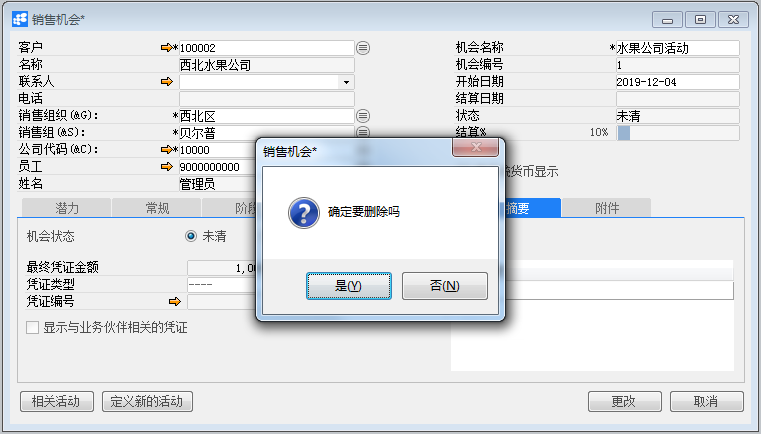 销售机会*
客户 *100002
机会名称 *水果公司活动
名称 西北水果公司
机会编号 1
联系人
开始日期 2019-12-04
电话
结算日期
销售组织(&G): *西北区
状态 未清
销售组(&S): *贝尔普
结算% 10%
公司代码(&C): *10000
员工 9000000000
货币显示
姓名 管理员
销售机会*
确定要删除吗
是(Y) 否(N)
潜力 常规 阶段 摘要 附件
机会状态 未清
最终凭证金额
凭证类型 ----
凭证编号
显示与业务伙伴相关的凭证
相关活动 定义新的活动 更改 取消